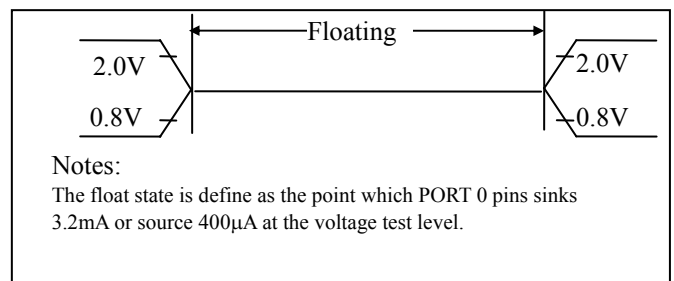 Floating
2.0V 2.0V
0.8V 0.8V
Notes:
The float state is define as the point which PORT 0 pins sinks
3.2mA or source 400µA at the voltage test level.